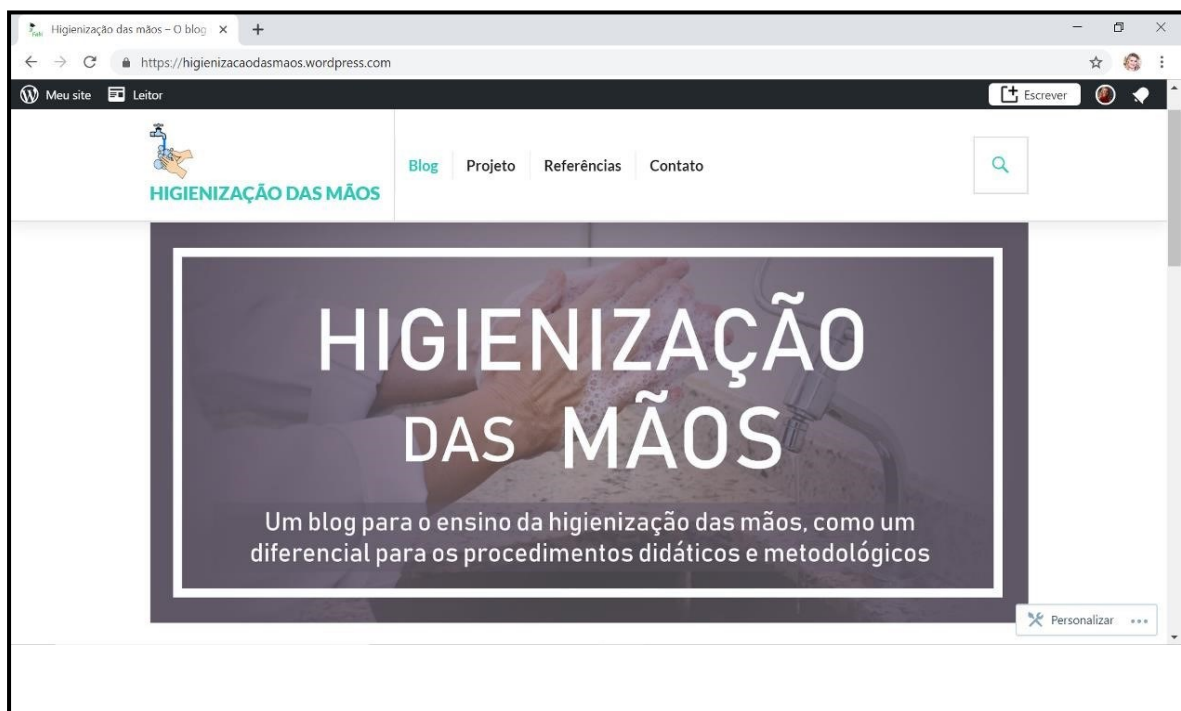 Higienização das mãos – O blog
https://higienizacaodasmaos.wordpress.com
Meu site Leitor Escrever
HIGIENIZAÇÃO DAS MÃOS
Blog Projeto Referências Contato
HIGIENIZAÇÃO
DAS MÃOS
Um blog para o ensino da higienização das mãos, como um
diferencial para os procedimentos didáticos e metodológicos
Personalizar